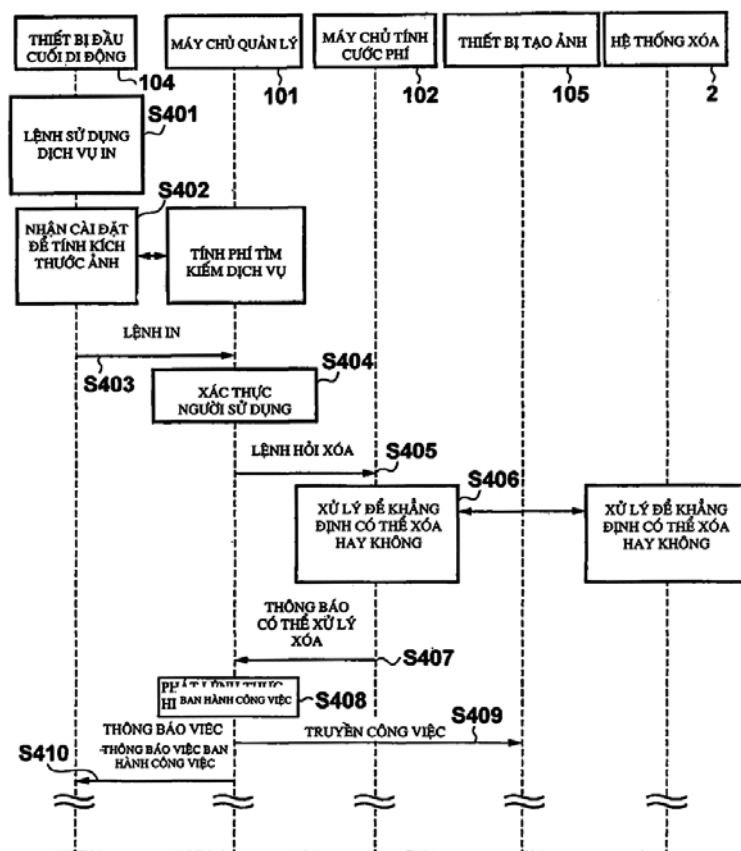 THIẾT BỊ ĐẦU
CUỐI DI ĐỘNG
MÁY CHỦ QUẢN LÝ
MÁY CHỦ TÍNH
CƯỚC PHÍ
THIẾT BỊ TẠO ẢNH
HỆ THỐNG XÓA
104
101
102
105
2
S401
LỆNH SỬ DỤNG
DỊCH VỤ IN
S402
NHẬN CÀI ĐẶT
ĐỂ TÍNH KÍCH
THƯỚC ẢNH
TÍNH PHÍ TÌM
KIẾM DỊCH VỤ
LỆNH IN
S403
S404
XÁC THỰC
NGƯỜI SỬ DỤNG
LỆNH HỎI XÓA
S405
S406
XỬ LÝ ĐỂ KHẲNG
ĐỊNH CÓ THỂ XÓA
HAY KHÔNG
XỬ LÝ ĐỂ KHẲNG
ĐỊNH CÓ THỂ XÓA
HAY KHÔNG
THÔNG BÁO
CÓ THỂ XỬ LÝ
XÓA
S407
BAN HÀNH CÔNG VIỆC
S408
THÔNG BÁO VIỆC
TRUYỀN CÔNG VIỆC
S409
S410
-THÔNG BÁO VIỆC BAN
HÀNH CÔNG VIỆC